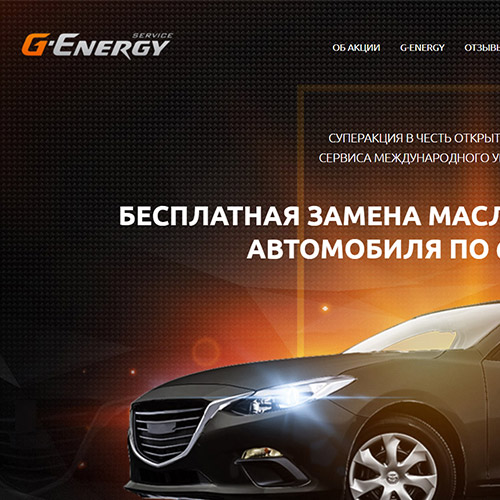 G-ENERGY
SERVICE
ОБ АКЦИИ G-ENERGY ОТЗЫВЫ
СУПЕРАКЦИЯ В ЧЕСТЬ ОТКРЫТ
СЕРВИСА МЕЖДУНАРОДНОГО У
БЕСПЛАТНАЯ ЗАМЕНА МАСЛ
АВТОМОБИЛЯ ПО